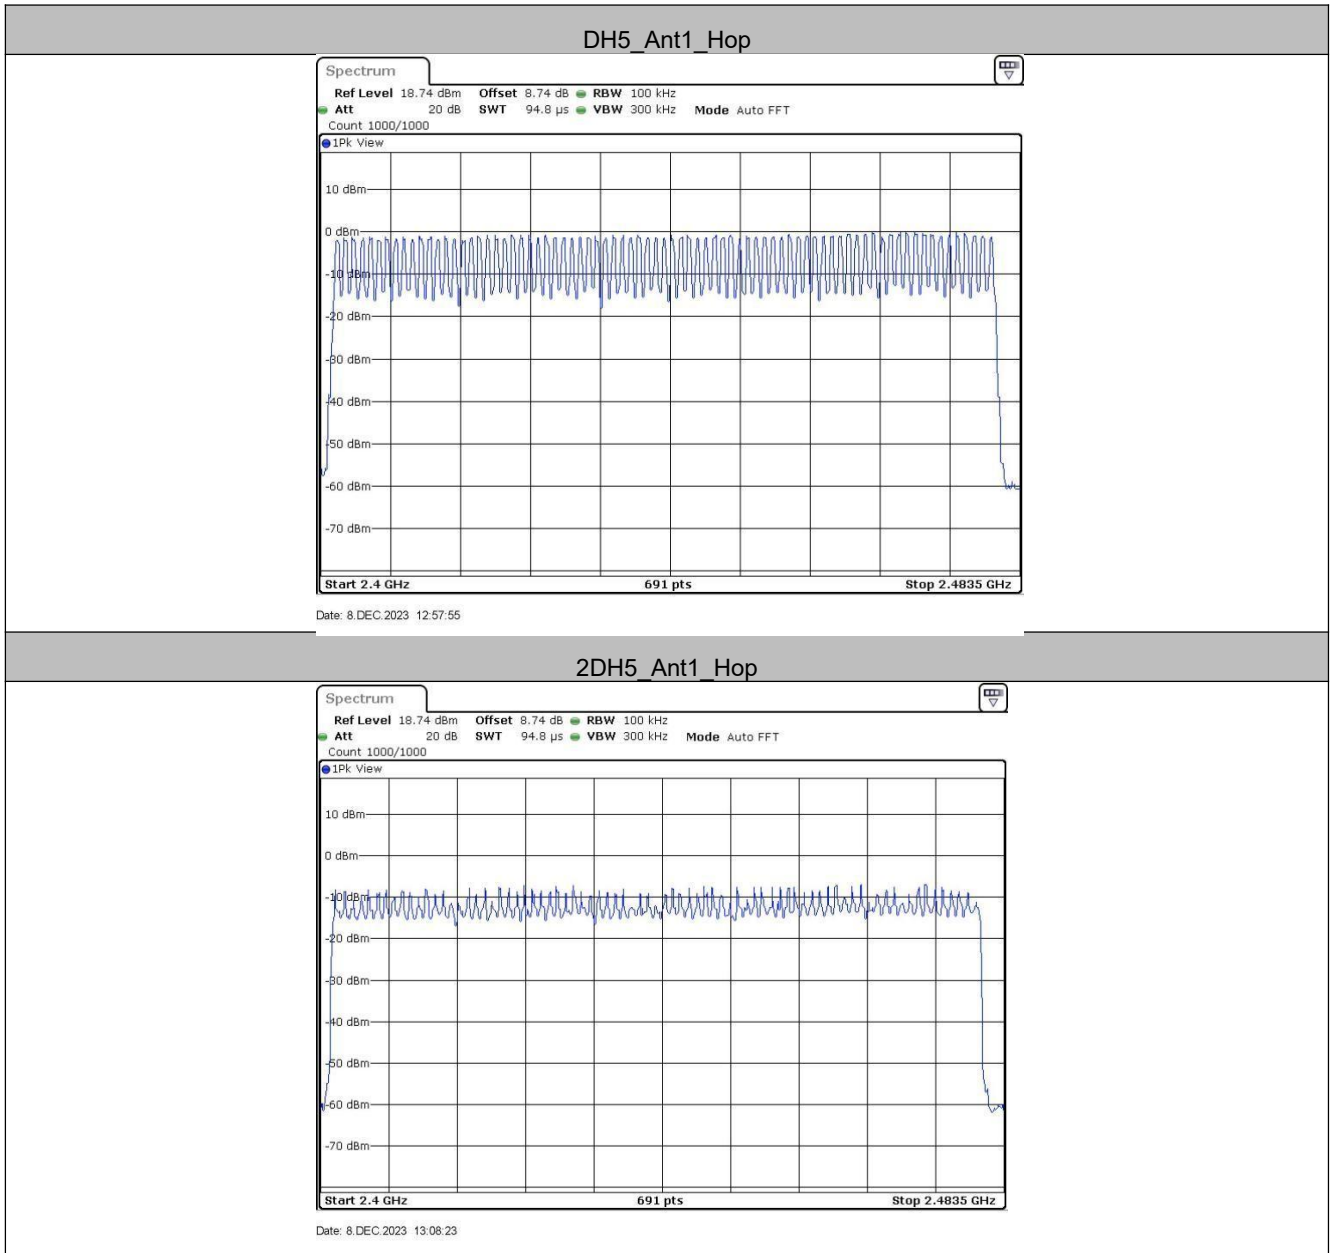 DH5_Ant1_Hop
Spectrum
Ref Level 18.74 dBm Offset 8.74 dB RBW 100 kHz
Att 20 dB SWT 94.8 µs VBW 300 kHz Mode Auto FFT
Count 1000/1000
1Pk View
10 dBm
0 dBm
-10 dBm
-20 dBm
-30 dBm
-40 dBm
-50 dBm
-60 dBm
-70 dBm
Start 2.4 GHz 691 pts Stop 2.4835 GHz
Date: 8.DEC.2023 12:57:55
2DH5_Ant1_Hop
Spectrum
Ref Level 18.74 dBm Offset 8.74 dB RBW 100 kHz
Att 20 dB SWT 94.8 µs VBW 300 kHz Mode Auto FFT
Count 1000/1000
1Pk View
10 dBm
0 dBm
-10 dBm
-20 dBm
-30 dBm
-40 dBm
-50 dBm
-60 dBm
-70 dBm
Start 2.4 GHz 691 pts Stop 2.4835 GHz
Date: 8.DEC.2023 13:08:23